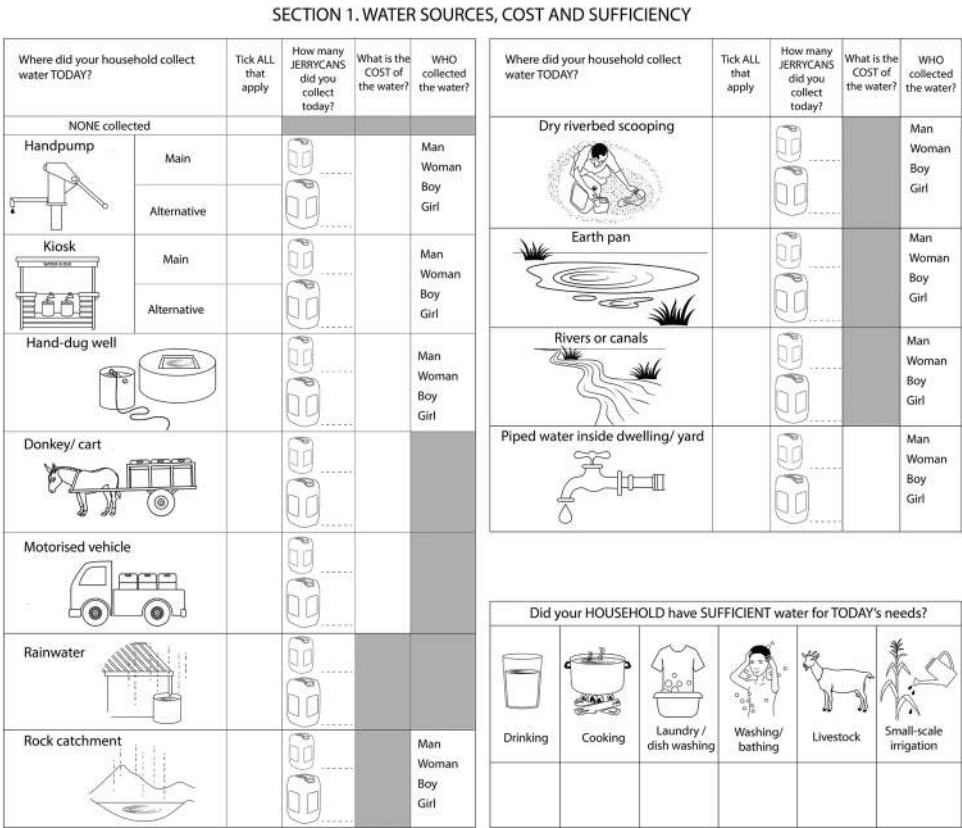 SECTION 1. WATER SOURCES, COST AND SUFFICIENCY
Where did your household collect
water TODAY?
Tick ALL
that
apply
How many
JERRYCANS
did you
collect
today?
What is the
COST of
the water?
WHO
collected
the water?
NONE collected
Handpump
Main
Alternative
Man
Woman
Boy
Girl
Kiosk
Main
Alternative
Man
Woman
Boy
Girl
Hand-dug well
Man
Woman
Boy
Girl
Donkey/ cart
Motorised vehicle
Rainwater
Rock catchment
Man
Woman
Boy
Girl
Where did your household collect
water TODAY?
Tick ALL
that
apply
How many
JERRYCANS
did you
collect
today?
What is the
COST of
the water?
WHO
collected
the water?
Dry riverbed scooping
Man
Woman
Boy
Girl
Earth pan
Man
Woman
Boy
Girl
Rivers or canals
Man
Woman
Boy
Girl
Piped water inside dwelling/ yard
Man
Woman
Boy
Girl
Did your HOUSEHOLD have SUFFICIENT water for TODAY's needs?
Drinking
Cooking
Laundry /
dish washing
Washing/
bathing
Livestock
Small-scale
irrigation